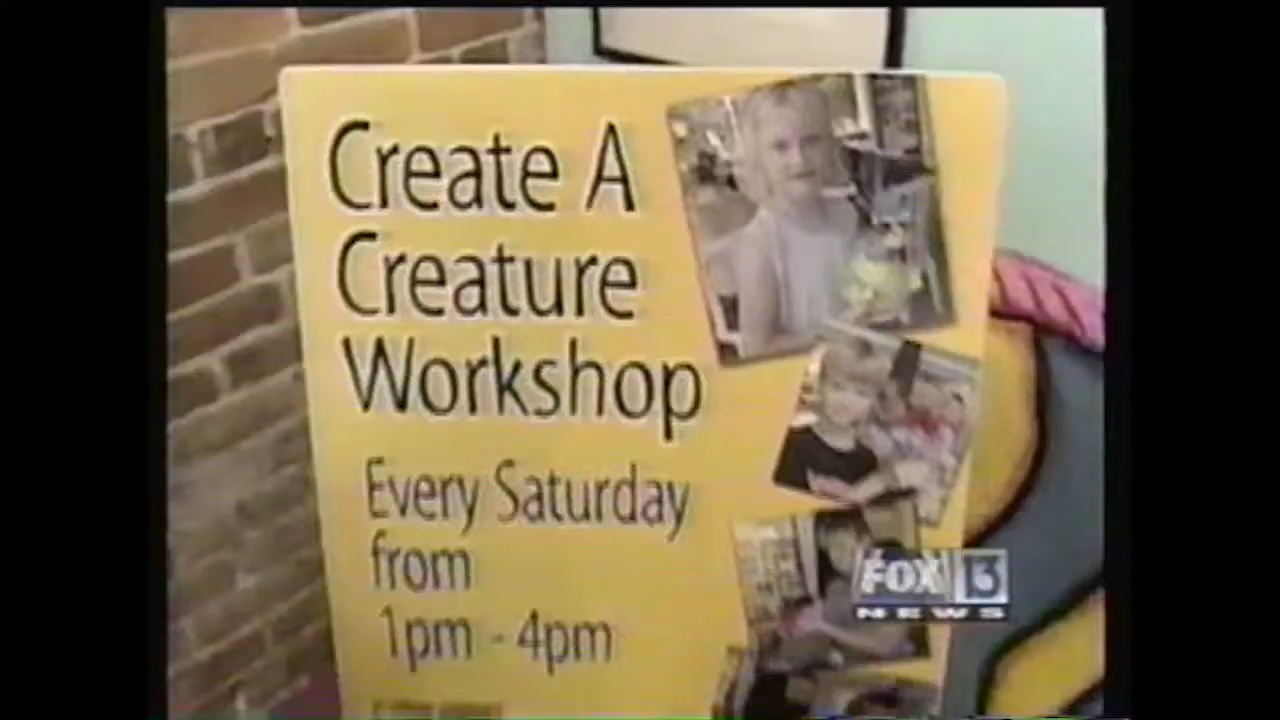 Create A
Creature
Workshop
Every Saturday
from
1pm - 4pm
FOX 13
NEWS